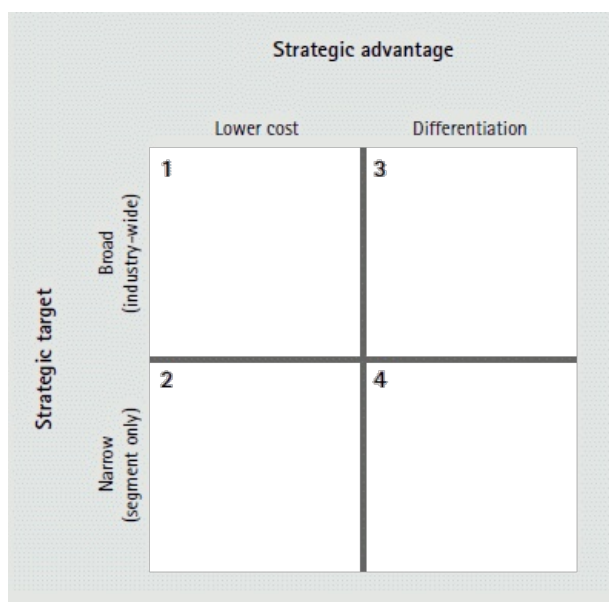 Strategic advantage
Lower cost
Differentiation
Strategic target
Broad
(industry-wide)
1
3
Narrow
(segment only)
2
4